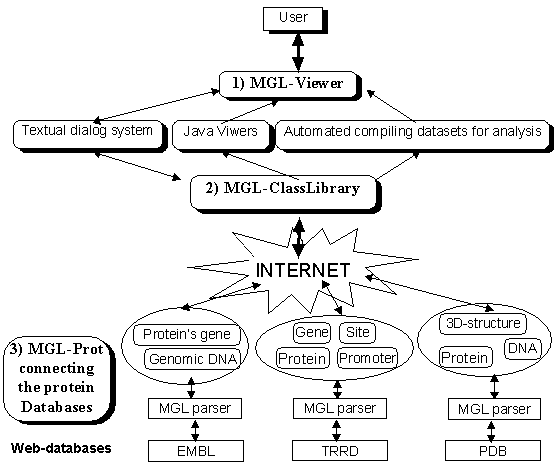 User
1) MGL-Viewer
Textual dialog system
Java Viwers
Automated compiling datasets for analysis
2) MGL-ClassLibrary
INTERNET
Protein's gene
Genomic DNA
Gene
Site
Protein
Promoter
3D-structure
DNA
Protein
3) MGL-Prot
connecting
the protein
Databases
MGL parser
MGL parser
MGL parser
Web-databases
EMBL
TRRD
PDB